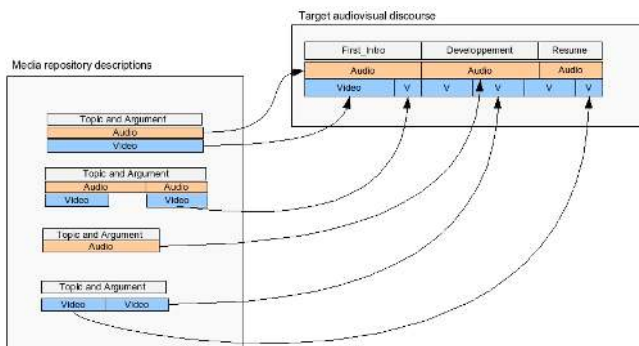 Target audiovisual discourse
First_Intro Developpement Resume
Audio Audio Audio
Video V V V V V
Media repository descriptions
Topic and Argument
Audio
Video
Topic and Argument
Audio Audio
Video Video
Topic and Argument
Audio
Topic and Argument
Video Video